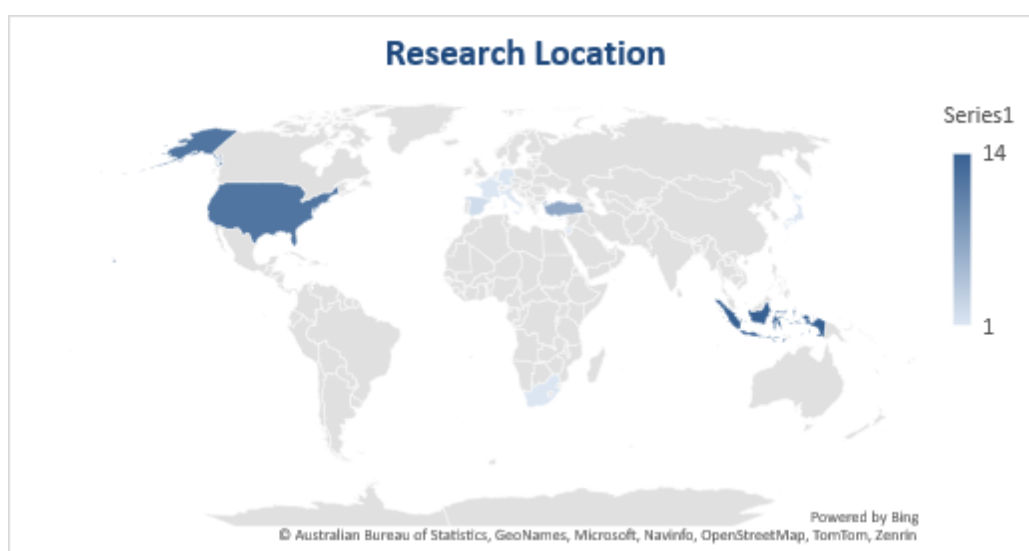 Research Location
Series1
14
1
Powered by Bing
© Australian Bureau of Statistics, GeoNames, Microsoft, Navinfo, OpenStreetMap, TomTom, Zenrin